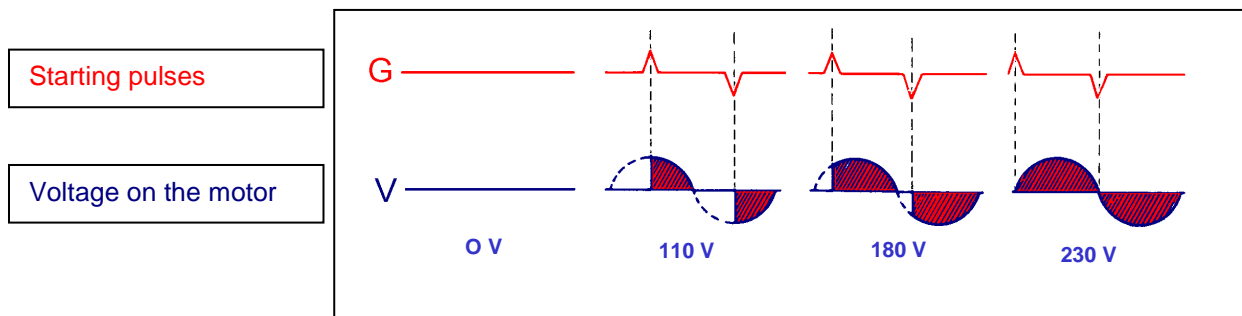 Starting pulses
G
Voltage on the motor
V
O V
110 V
180 V
230 V